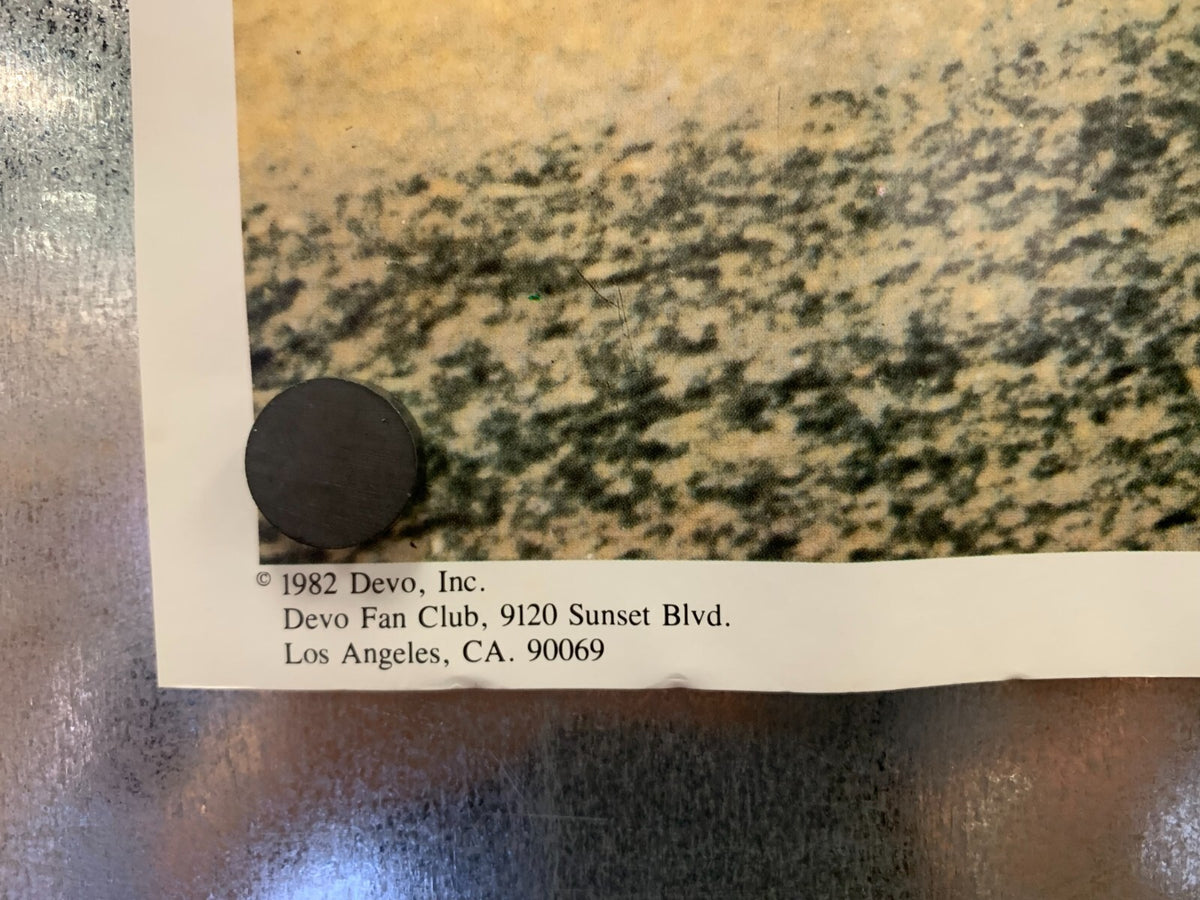 © 1982 Devo, Inc.
Devo Fan Club, 9120 Sunset Blvd.
Los Angeles, CA. 90069